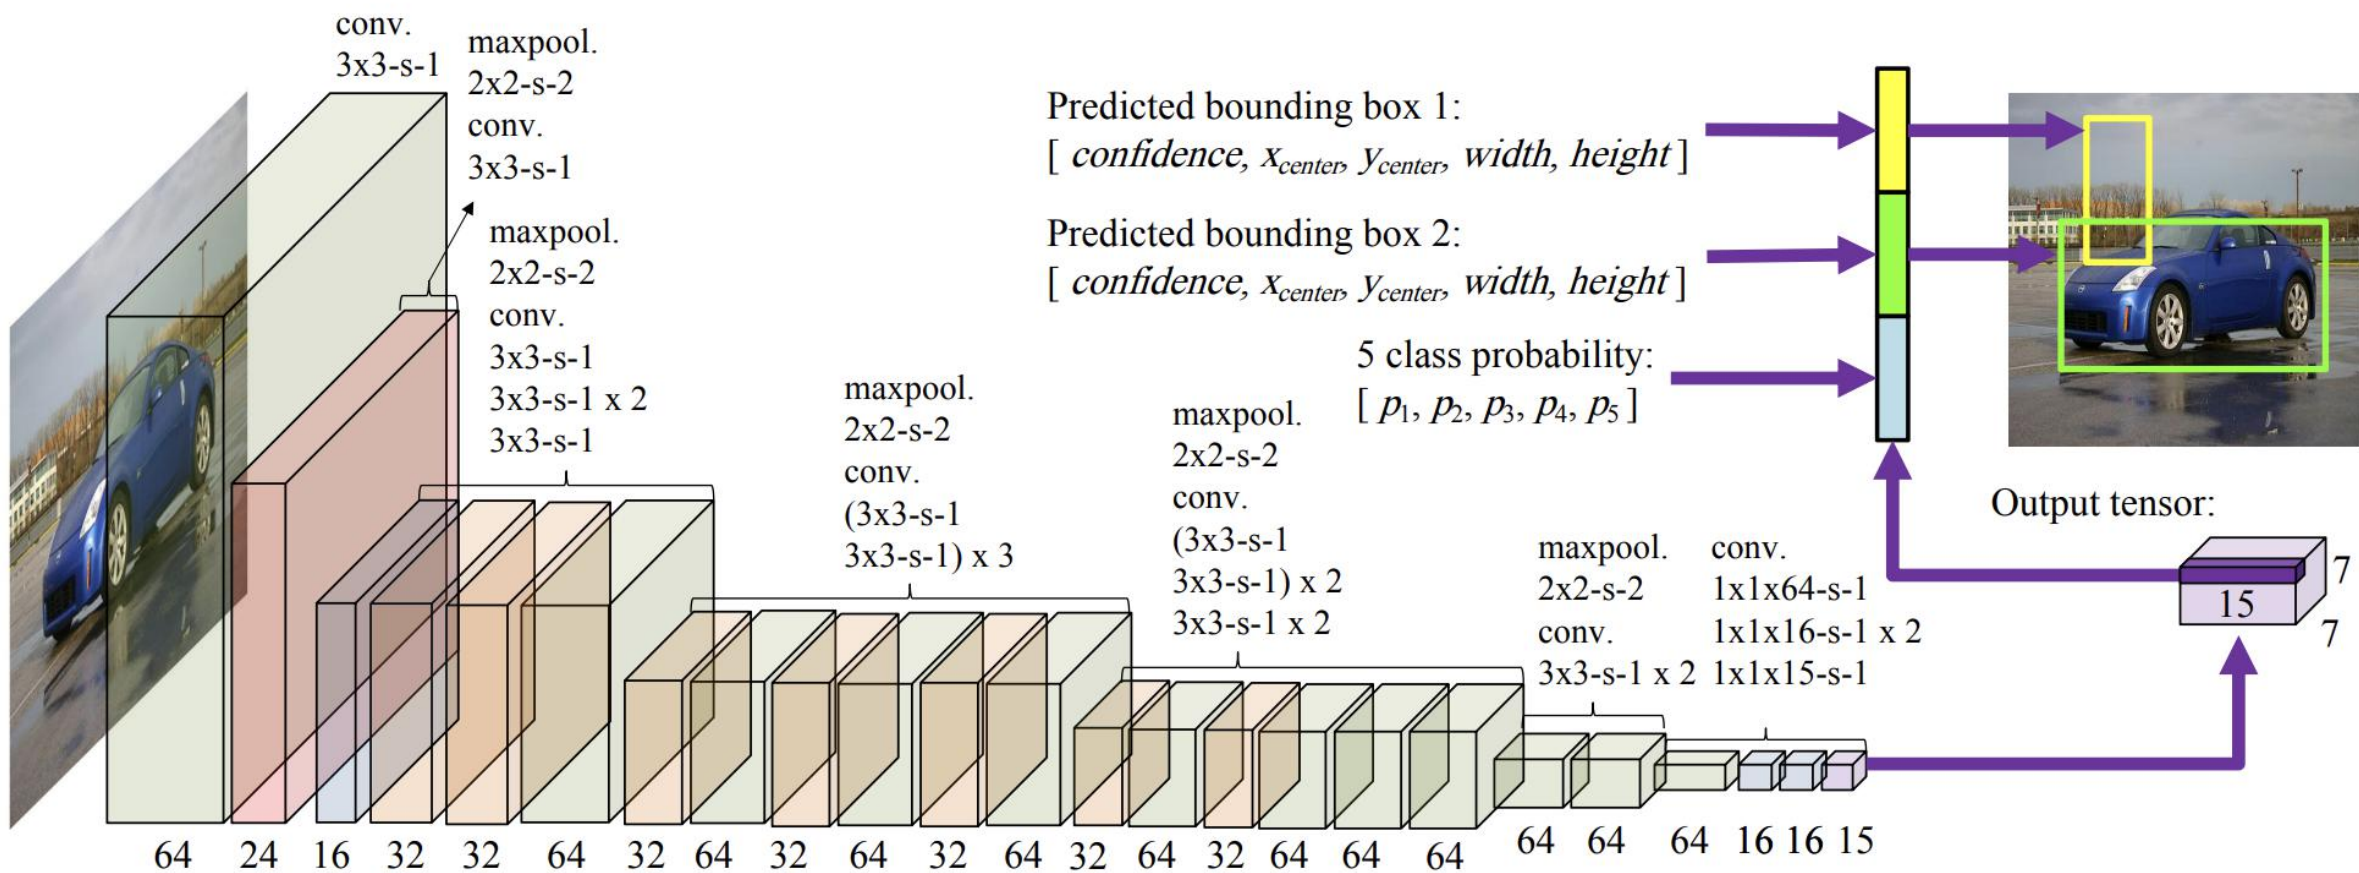 conv.
3x3-s-1
maxpool.
2x2-s-2
conv.
3x3-s-1
maxpool.
2x2-s-2
conv.
3x3-s-1
3x3-s-1 x 2
3x3-s-1
maxpool.
2x2-s-2
conv.
(3x3-s-1
3x3-s-1) x 3
maxpool.
2x2-s-2
conv.
(3x3-s-1
3x3-s-1) x 2
3x3-s-1 x 2
maxpool.
2x2-s-2
conv.
3x3-s-1 x 2
conv.
1x1x64-s-1
1x1x16-s-1 x 2
1x1x15-s-1
Predicted bounding box 1:
[ confidence, xcenter, ycenter, width, height ]
Predicted bounding box 2:
[ confidence, xcenter, ycenter, width, height ]
5 class probability:
[ p1, p2, p3, p4, p5 ]
Output tensor:
7
15
7
64 24 16 32 32 64 32 64 32 64 32 64 32 64 32 64 64 64 64 64 64 16 16 15